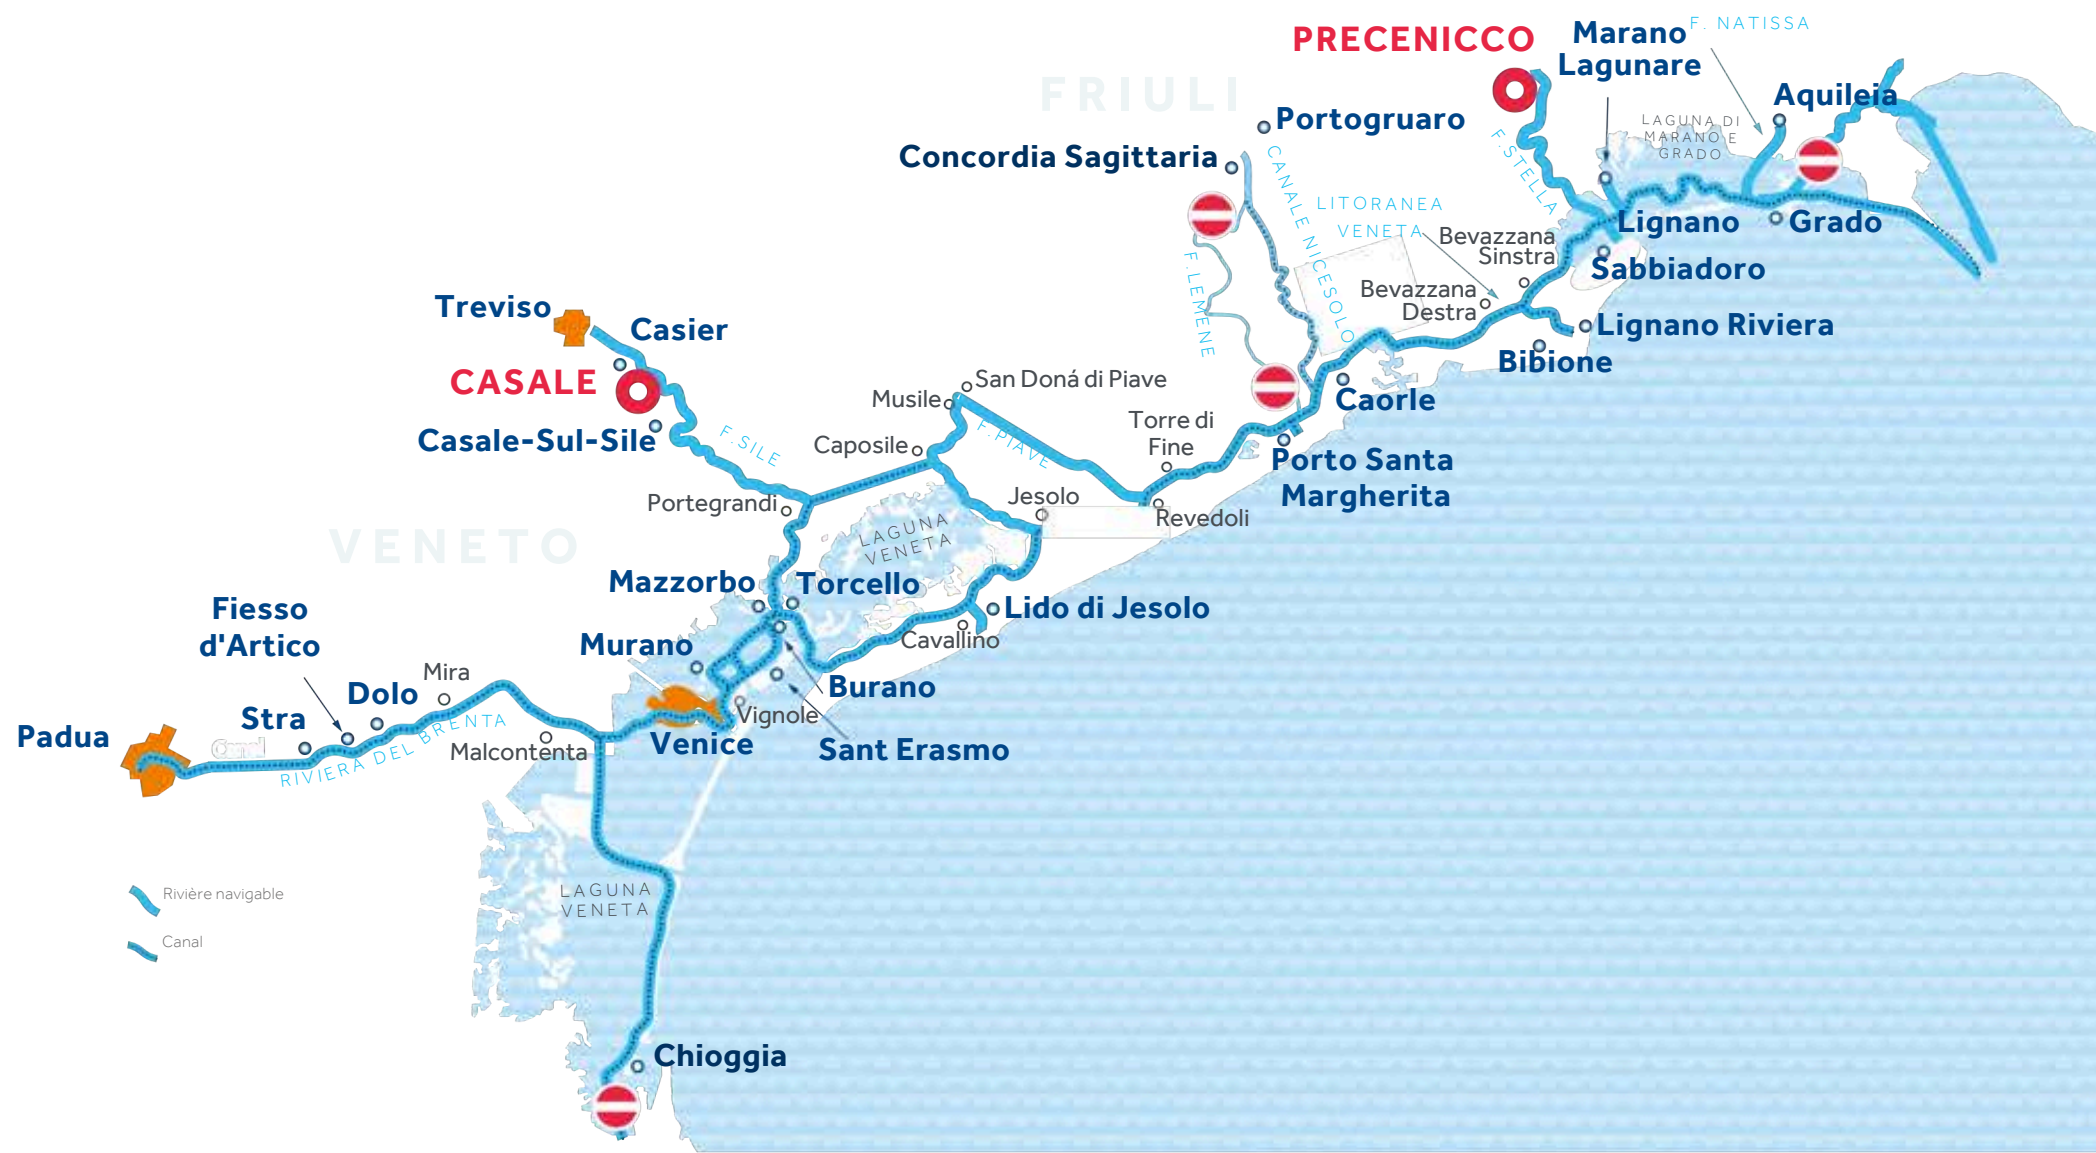 PRECENICCO
Marano
Lagunare
F. NATISSA
FRIULI
Aquileia
Portogruaro
LAGUNA DI
MARANO E
GRADO
Concordia Sagittaria
F. STELLA
CANALE NICESOLO
LITORANEA
VENETA
Lignano
Sabbiadoro
Grado
Bevazzana
Sinstra
F. LEMENE
Bevazzana
Destra
Treviso
Casier
Lignano Riviera
Bibione
CASALE
San Doná di Piave
Musile
Caorle
Casale-Sul-Sile
F. SILE
Caposile
F. PIAVE
Torre di
Fine
Porto Santa
Margherita
Portegrandi
Jesolo
Revedoli
VENETO
LAGUNA
VENETA
Mazzorbo
Torcello
Fiesso
d'Artico
Lido di Jesolo
Murano
Cavallino
Mira
Dolo
Burano
Stra
Vignole
Padua
Canal
RIVIERA DEL BRENTA
Malcontenta
Venice
Sant Erasmo
Rivière navigable
Canal
LAGUNA
VENETA
Chioggia